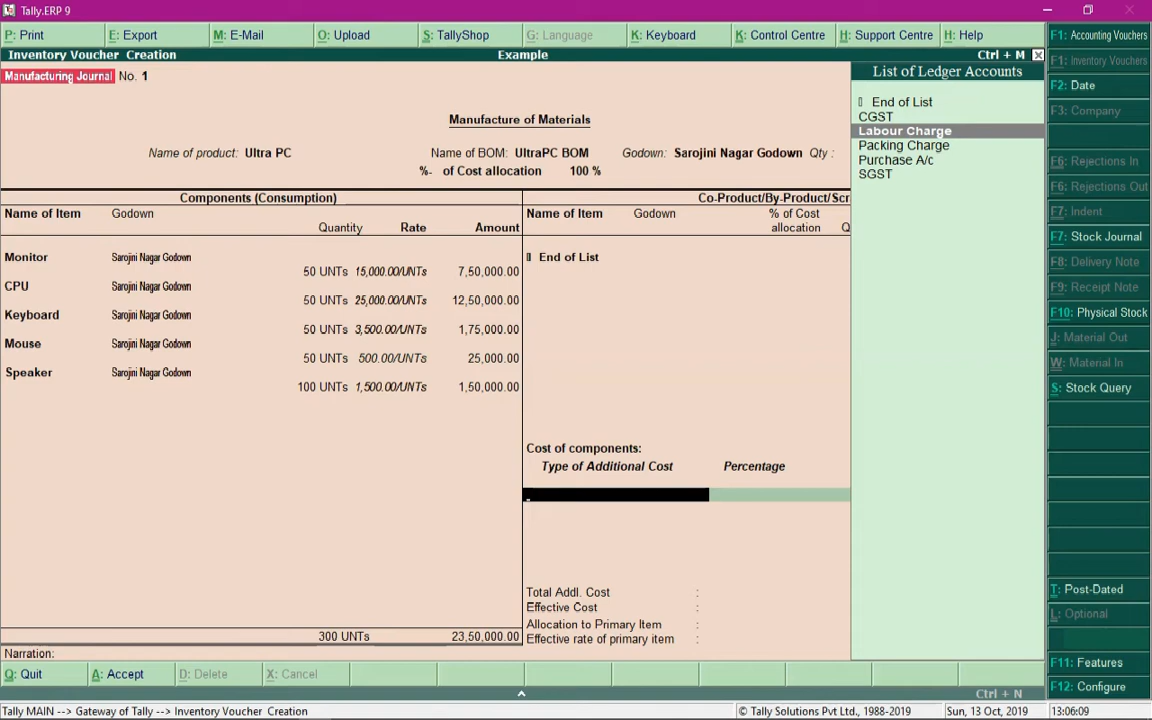 Tally.ERP 9
P: Print E: Export M: E-Mail O: Upload S: TallyShop G: Language K: Keyboard K: Control Centre H: Support Centre H: Help
Inventory Voucher Creation Example Ctrl + M
Manufacturing Journal No. 1
Manufacture of Materials
Name of product: Ultra PC Name of BOM: UltraPC BOM Godown: Sarojini Nagar Godown Qty :
%- of Cost allocation 100 %
Components (Consumption) Co-Product/By-Product/Scr
Name of Item Godown Quantity Rate Amount
Name of Item Godown % of Cost allocation Q
Monitor Sarojini Nagar Godown
50 UNTs 15,000.00/UNTs 7,50,000.00
CPU Sarojini Nagar Godown
50 UNTs 25,000.00/UNTs 12,50,000.00
Keyboard Sarojini Nagar Godown
50 UNTs 3,500.00/UNTs 1,75,000.00
Mouse Sarojini Nagar Godown
50 UNTs 500.00/UNTs 25,000.00
Speaker Sarojini Nagar Godown
100 UNTs 1,500.00/UNTs 1,50,000.00
300 UNTs 23,50,000.00
End of List
Cost of components:
Type of Additional Cost Percentage
Total Addl. Cost :
Effective Cost :
Allocation to Primary Item :
Effective rate of primary item :
Narration:
List of Ledger Accounts
End of List
CGST
Labour Charge
Packing Charge
Purchase A/c
SGST
F1: Accounting Vouchers
F1: Inventory Vouchers
F2: Date
F3: Company
F6: Rejections In
F6: Rejections Out
F7: Indent
F7: Stock Journal
F8: Delivery Note
F9: Receipt Note
F10: Physical Stock
J: Material Out
W: Material In
S: Stock Query
T: Post-Dated
L: Optional
F11: Features
F12: Configure
Q: Quit A: Accept D: Delete X: Cancel
Ctrl + N
Tally MAIN --> Gateway of Tally --> Inventory Voucher Creation © Tally Solutions Pvt Ltd., 1988-2019 Sun, 13 Oct, 2019 13:06:09